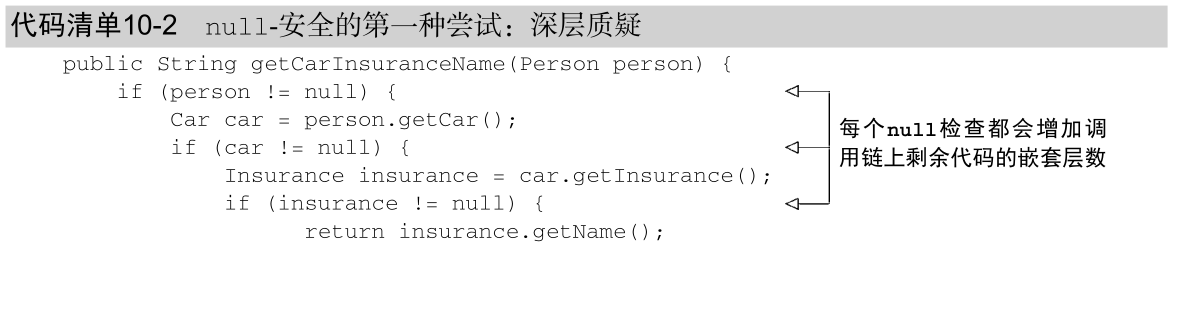 代码清单10-2 null-安全的第一种尝试：深层质疑
public String getCarInsuranceName(Person person) {
if (person != null) {
Car car = person.getCar();
if (car != null) {
Insurance insurance = car.getInsurance();
if (insurance != null) {
return insurance.getName();
每个null检查都会增加调
用链上剩余代码的嵌套层数